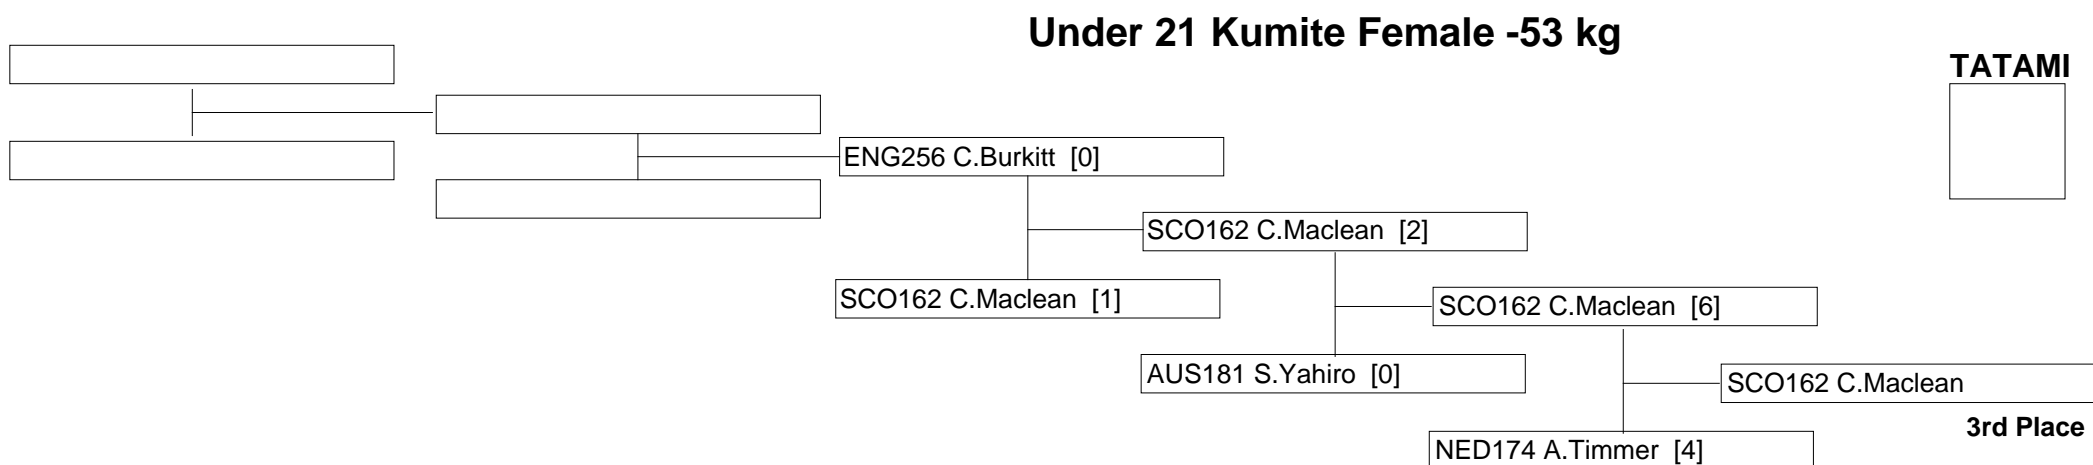 Under 21 Kumite Female -53 kg
TATAMI
ENG256 C.Burkitt [0]
SCO162 C.Maclean [2]
SCO162 C.Maclean [1]
SCO162 C.Maclean [6]
AUS181 S.Yahiro [0]
SCO162 C.Maclean
3rd Place
NED174 A.Timmer [4]